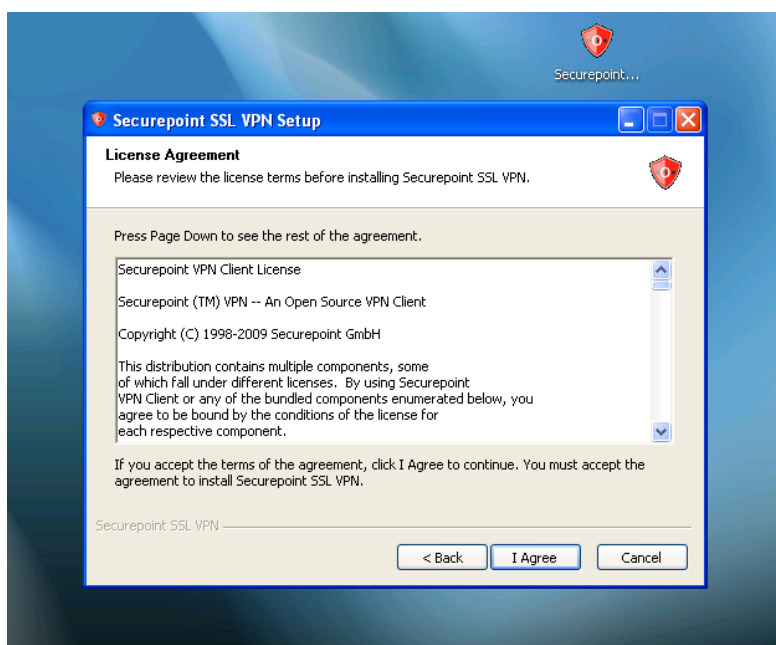 Securepoint...
Securepoint SSL VPN Setup
License Agreement
Please review the license terms before installing Securepoint SSL VPN.
Press Page Down to see the rest of the agreement.
Securepoint VPN Client License
Securepoint (TM) VPN -- An Open Source VPN Client
Copyright (C) 1998-2009 Securepoint GmbH
This distribution contains multiple components, some
of which fall under different licenses.  By using Securepoint
VPN Client or any of the bundled components enumerated below, you
agree to be bound by the conditions of the license for
each respective component.
If you accept the terms of the agreement, click I Agree to continue. You must accept the
agreement to install Securepoint SSL VPN.
Securepoint SSL VPN
< Back
I Agree
Cancel